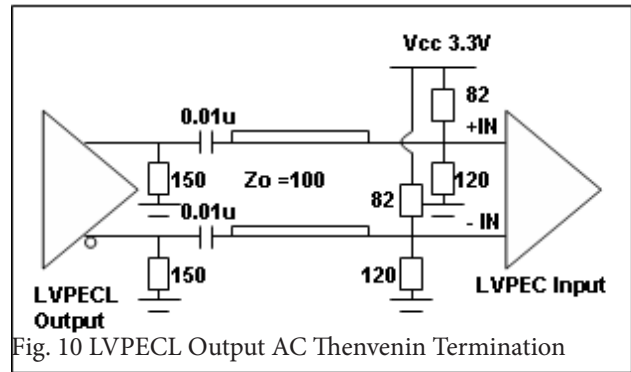 Vcc 3.3V
82
0.01u
+IN
150
Zo =100
120
82
0.01u
- IN
150
120
LVPECL
Output
LVPEC Input
Fig. 10 LVPECL Output AC Thenvenin Termination